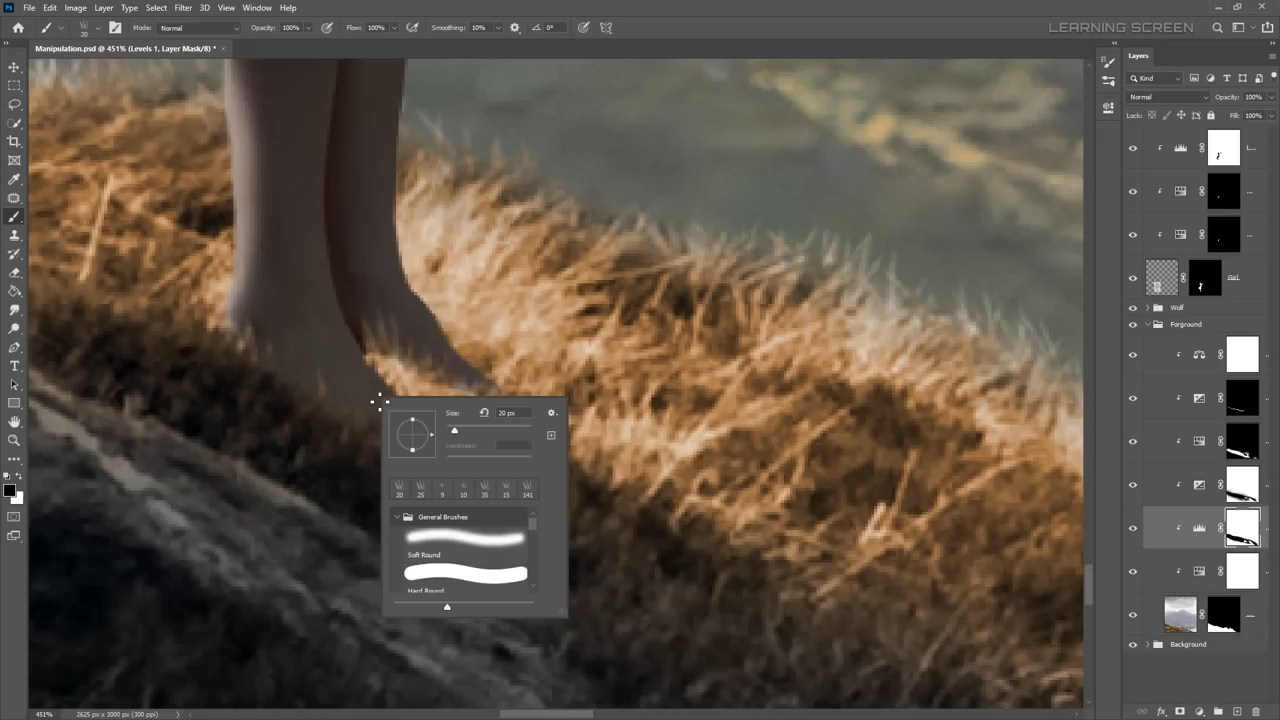 File Edit Image Layer Type Select Filter 3D View Window Help
20 Mode: Normal Opacity: 100% Flow: 100% Smoothing: 10% 0° LEARNING SCREEN
Manipulation.psd @ 451% (Levels 1, Layer Mask/8) * ×
Layers
Kind
Normal Opacity: 100%
Lock: Fill: 100%
L...
...
...
Girl
Wolf
Forground
Size: 20 px
Hardness:
20 25 9 10 35 15 141
General Brushes
Soft Round
Hard Round
Background
451% 2625 px x 3000 px (300 ppi)